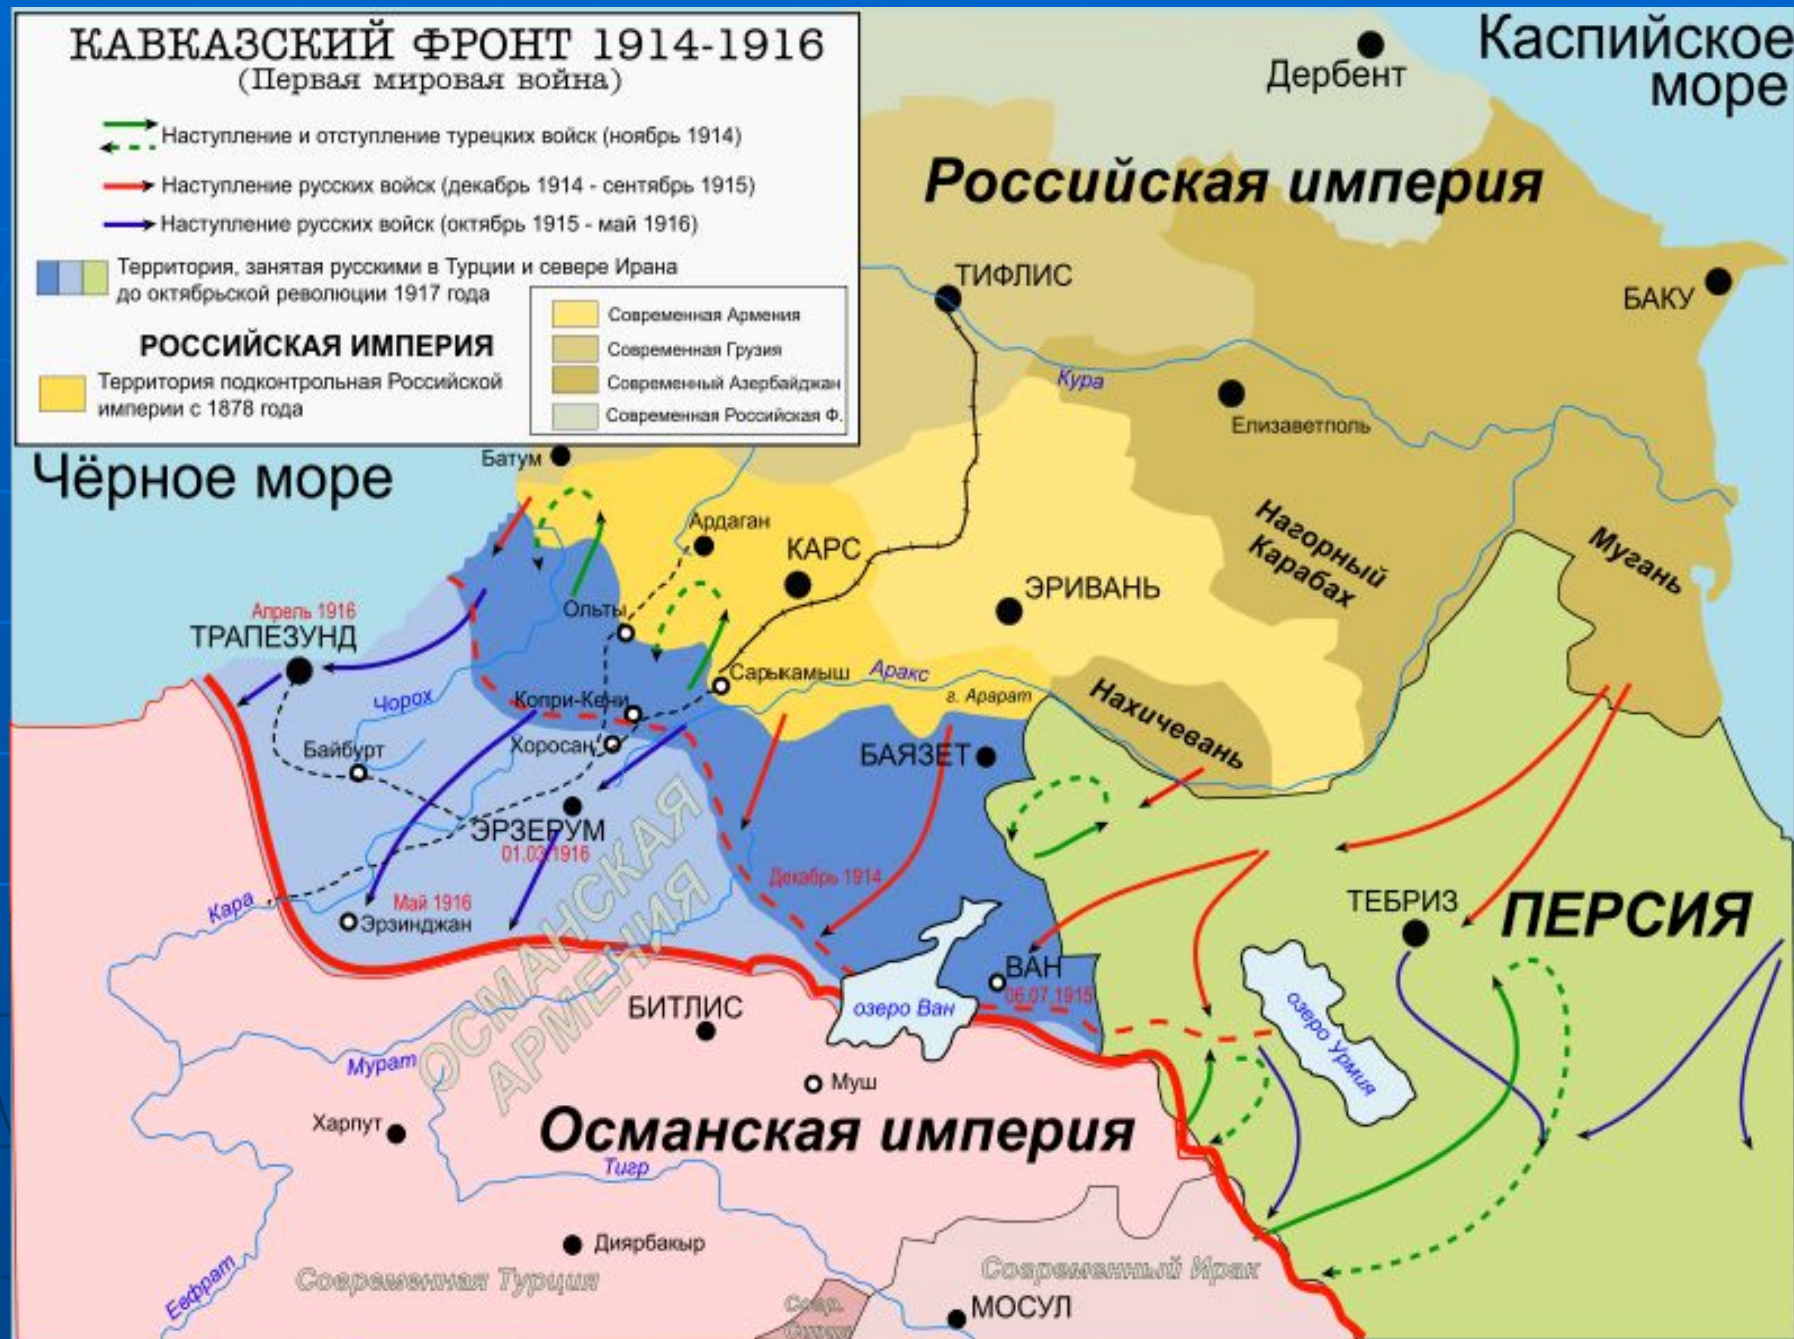 КАВКАЗСКИЙ ФРОНТ 1914-1916
(Первая мировая война)
Наступление и отступление турецких войск (ноябрь 1914)
Наступление русских войск (декабрь 1914 - сентябрь 1915)
Наступление русских войск (октябрь 1915 - май 1916)
Территория, занятая русскими в Турции и севере Ирана
до октябрьской революции 1917 года
РОССИЙСКАЯ ИМПЕРИЯ
Территория подконтрольная Российской
империи с 1878 года
Современная Армения
Современная Грузия
Современный Азербайджан
Современная Российская Ф.
Дербент
Каспийское
море
Российская империя
ТИФЛИС
БАКУ
Кура
Елизаветполь
Чёрное море
Батум
Ардаган
КАРС
Нагорный
Карабах
Мугань
ЭРИВАНЬ
Ольты
Апрель 1916
ТРАПЕЗУНД
Сарыкамыш
Аракс
г. Арарат
Нахичевань
Чорох
Копри-Кени
Хоросан
Байбурт
БАЯЗЕТ
ЭРЗЕРУМ
01.03.1916
ОСМАНСКАЯ
АРМЕНИЯ
Декабрь 1914
Кара
Май 1916
Эрзинджан
ТЕБРИЗ
ПЕРСИЯ
ВАН
06.07.1915
озеро Ван
озеро Урмия
БИТЛИС
Мурат
Муш
Харпут
Османская империя
Тигр
Диярбакыр
Современная Турция
Современный Ирак
Евфрат
Совр.
Сирия
МОСУЛ